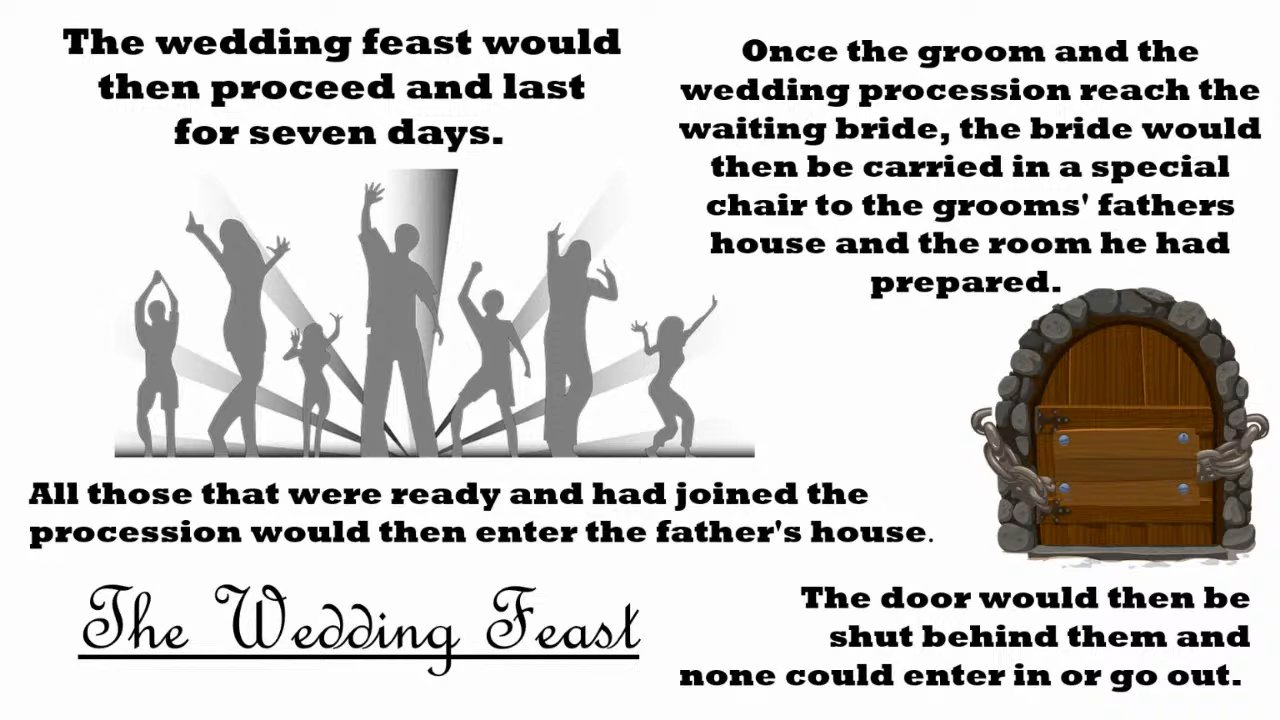 The wedding feast would
then proceed and last
for seven days.
Once the groom and the
wedding procession reach the
waiting bride, the bride would
then be carried in a special
chair to the grooms' fathers
house and the room he had
prepared.
All those that were ready and had joined the
procession would then enter the father's house.
The Wedding Feast
The door would then be
shut behind them and
none could enter in or go out.